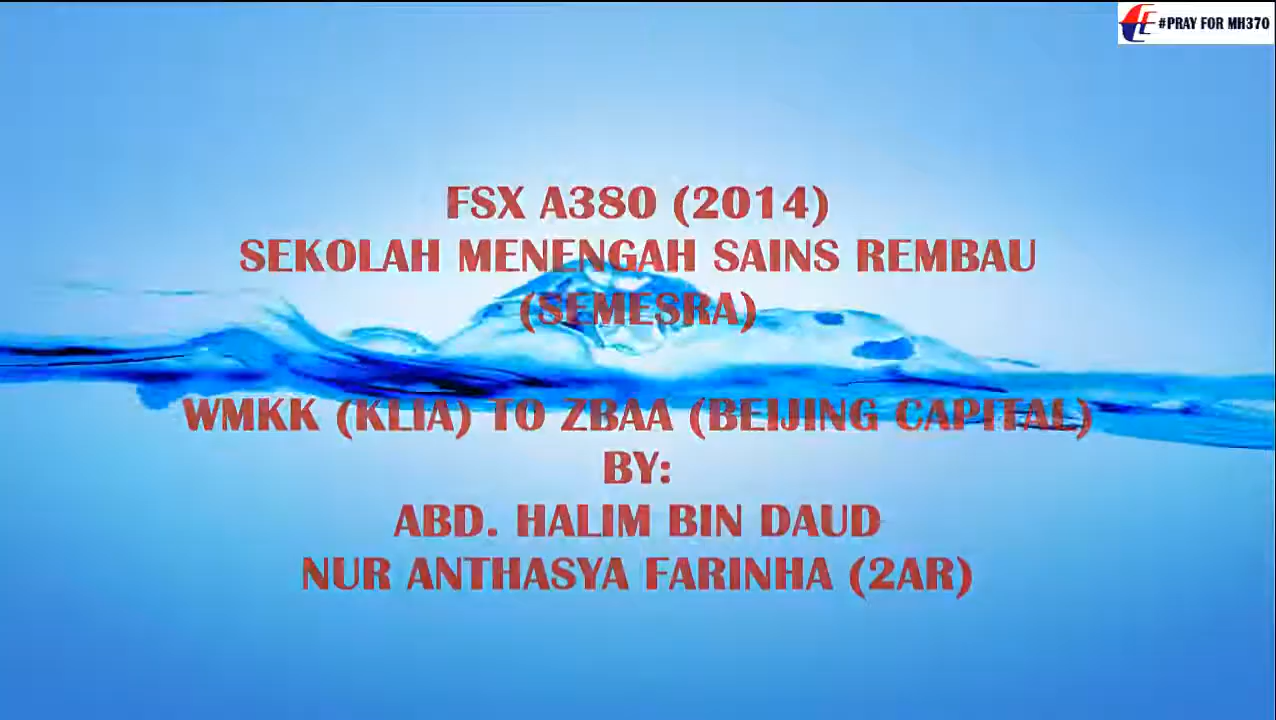 #PRAY FOR MH370
FSX A380 (2014)
SEKOLAH MENENGAH SAINS REMBAU
(SEMESRA)
WMKK (KLIA) TO ZBAA (BEIJING CAPITAL)
BY:
ABD. HALIM BIN DAUD
NUR ANTHASYA FARINHA (2AR)